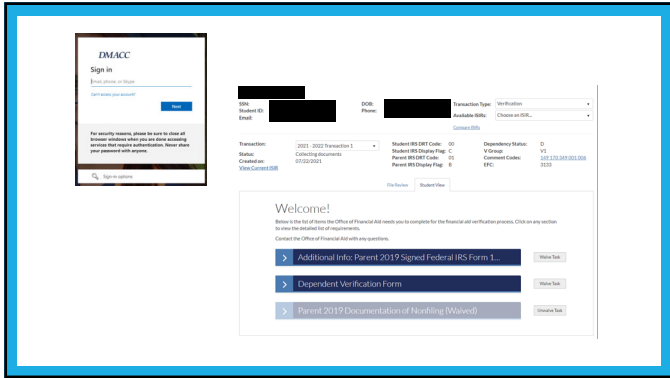 DMACC
Sign in
Email, phone, or Skype
Can't access your account?
Next
For security reasons, please be sure to close all
browser windows when you are done accessing
services that require authentication. Never share
your password with anyone.
Sign-in options
SSN:
Student ID:
Email:
DOB:
Phone:
Transaction Type: Verification
Available ISIRs: Choose an ISIR...
Compare ISIRs
Transaction: 2021 - 2022 Transaction 1
Status: Collecting documents
Created on: 07/22/2021
View Current ISIR
Student IRS DRT Code: 00
Student IRS Display Flag: C
Parent IRS DRT Code: 01
Parent IRS Display Flag: B
Dependency Status: D
V Group: V1
Comment Codes: 149 170 349 001 006
EFC: 3133
File Review Student View
Welcome!
Below is the list of items the Office of Financial Aid needs you to complete for the financial aid verification process. Click on any section
to view the detailed list of requirements.
Contact the Office of Financial Aid with any questions.
Additional Info: Parent 2019 Signed Federal IRS Form 1... Waive Task
Dependent Verification Form Waive Task
Parent 2019 Documentation of Nonfiling (Waived) Unwaive Task